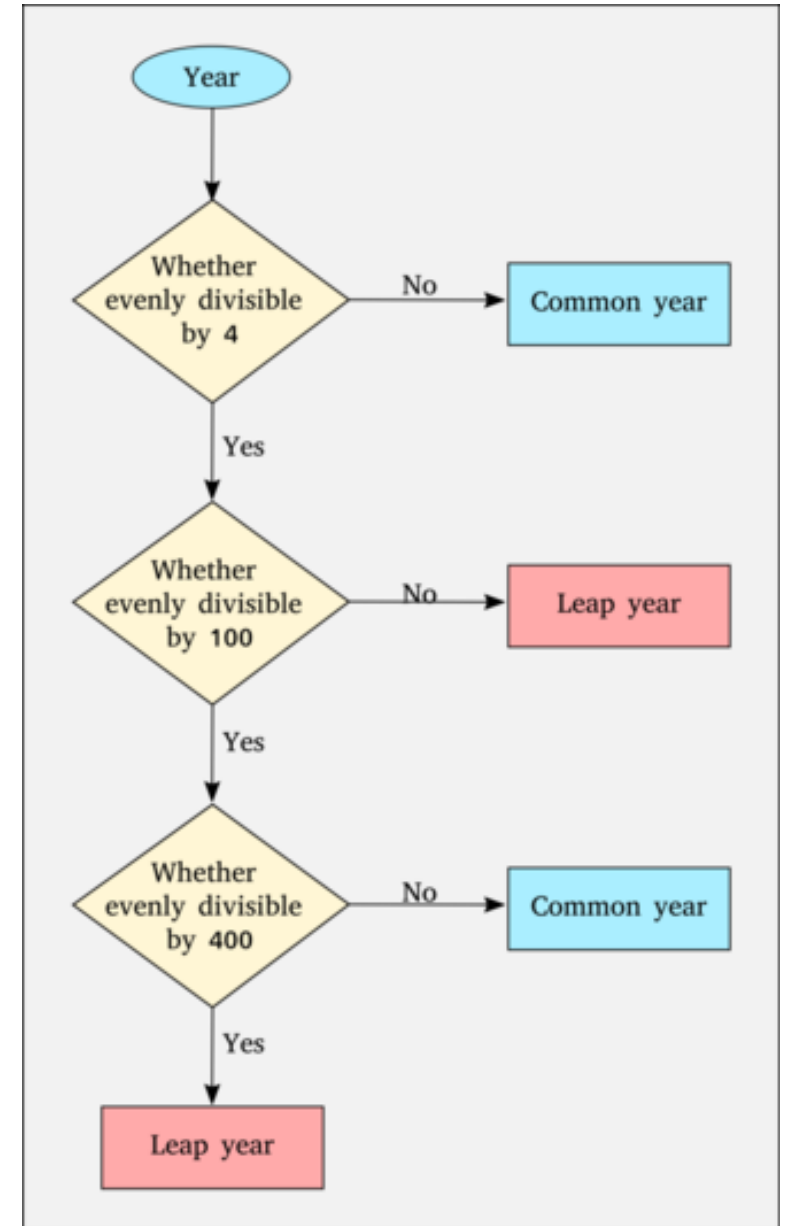 Year
Whether
evenly divisible
by 4
No
Common year
Yes
Whether
evenly divisible
by 100
No
Leap year
Yes
Whether
evenly divisible
by 400
No
Common year
Yes
Leap year